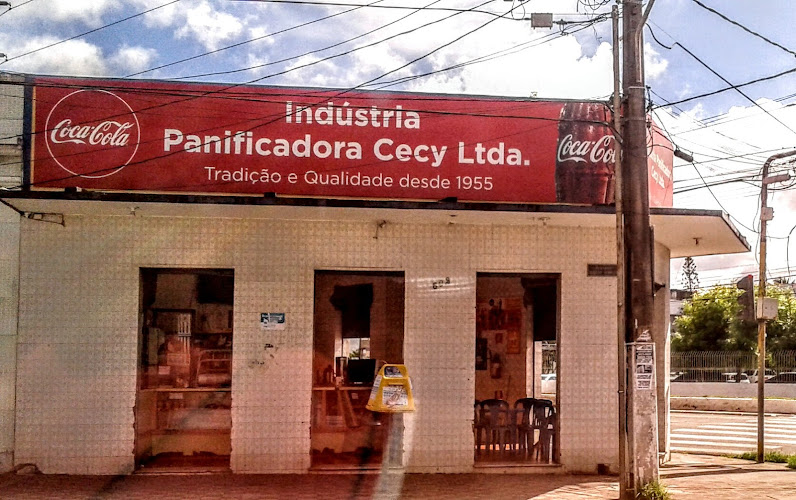 Coca-Cola
Indústria
Panificadora Cecy Ltda.
Tradição e Qualidade desde 1955
Coca-Cola